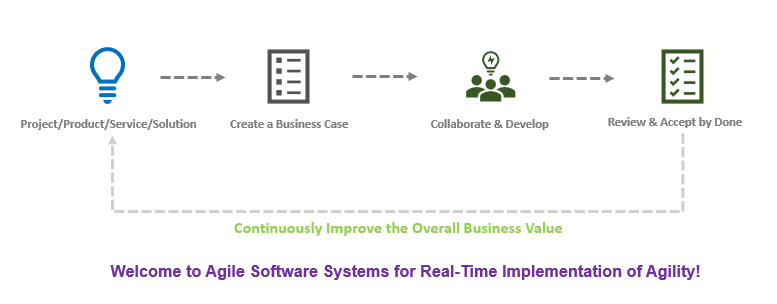 Project/Product/Service/Solution
Create a Business Case
Collaborate & Develop
Review & Accept by Done
Continuously Improve the Overall Business Value
Welcome to Agile Software Systems for Real-Time Implementation of Agility!